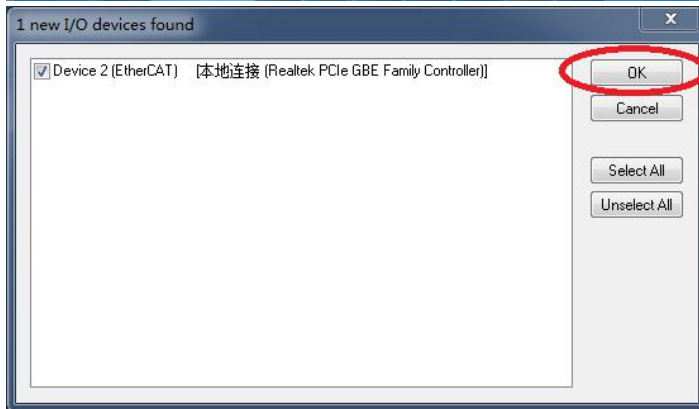 1 new I/O devices found
Device 2 (EtherCAT) [本地连接 (Realtek PCIe GBE Family Controller)]
OK
Cancel
Select All
Unselect All